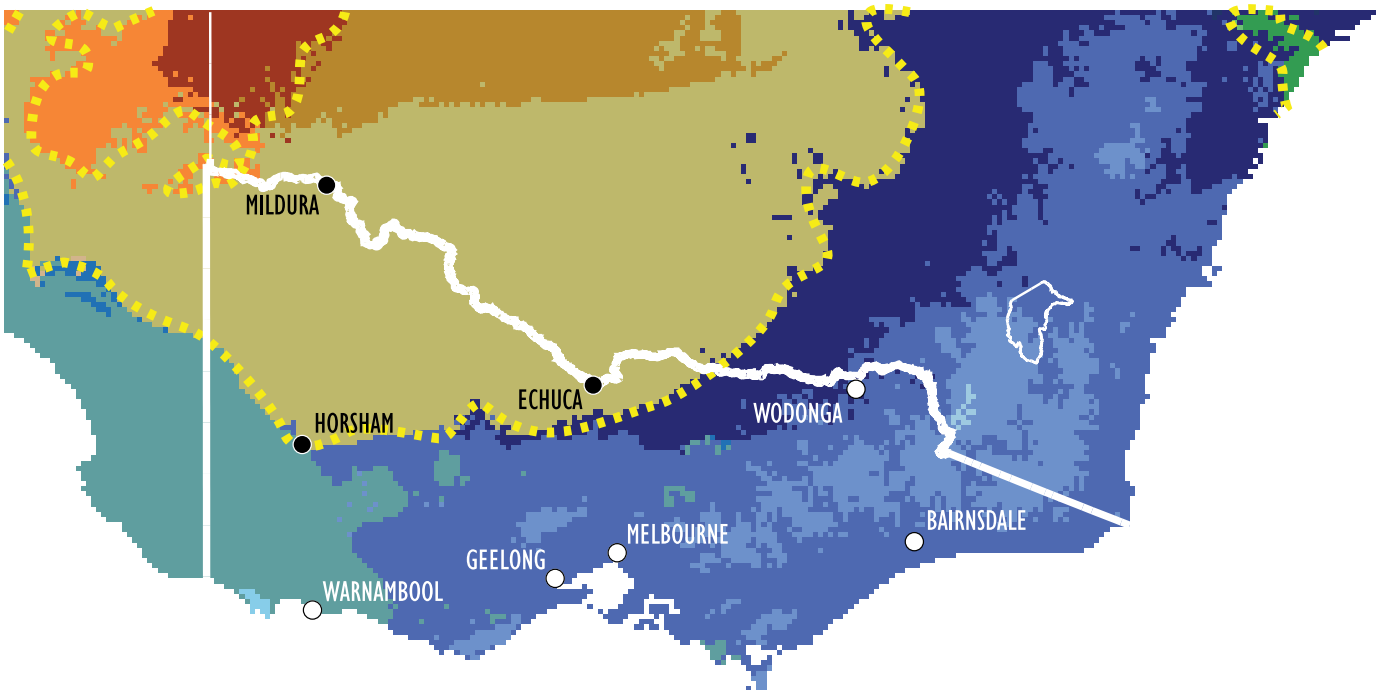 MILDURA
ECHUCA
HORSHAM
WODONGA
BAIRNSDALE
MELBOURNE
GEELONG
WARNAMBOOL